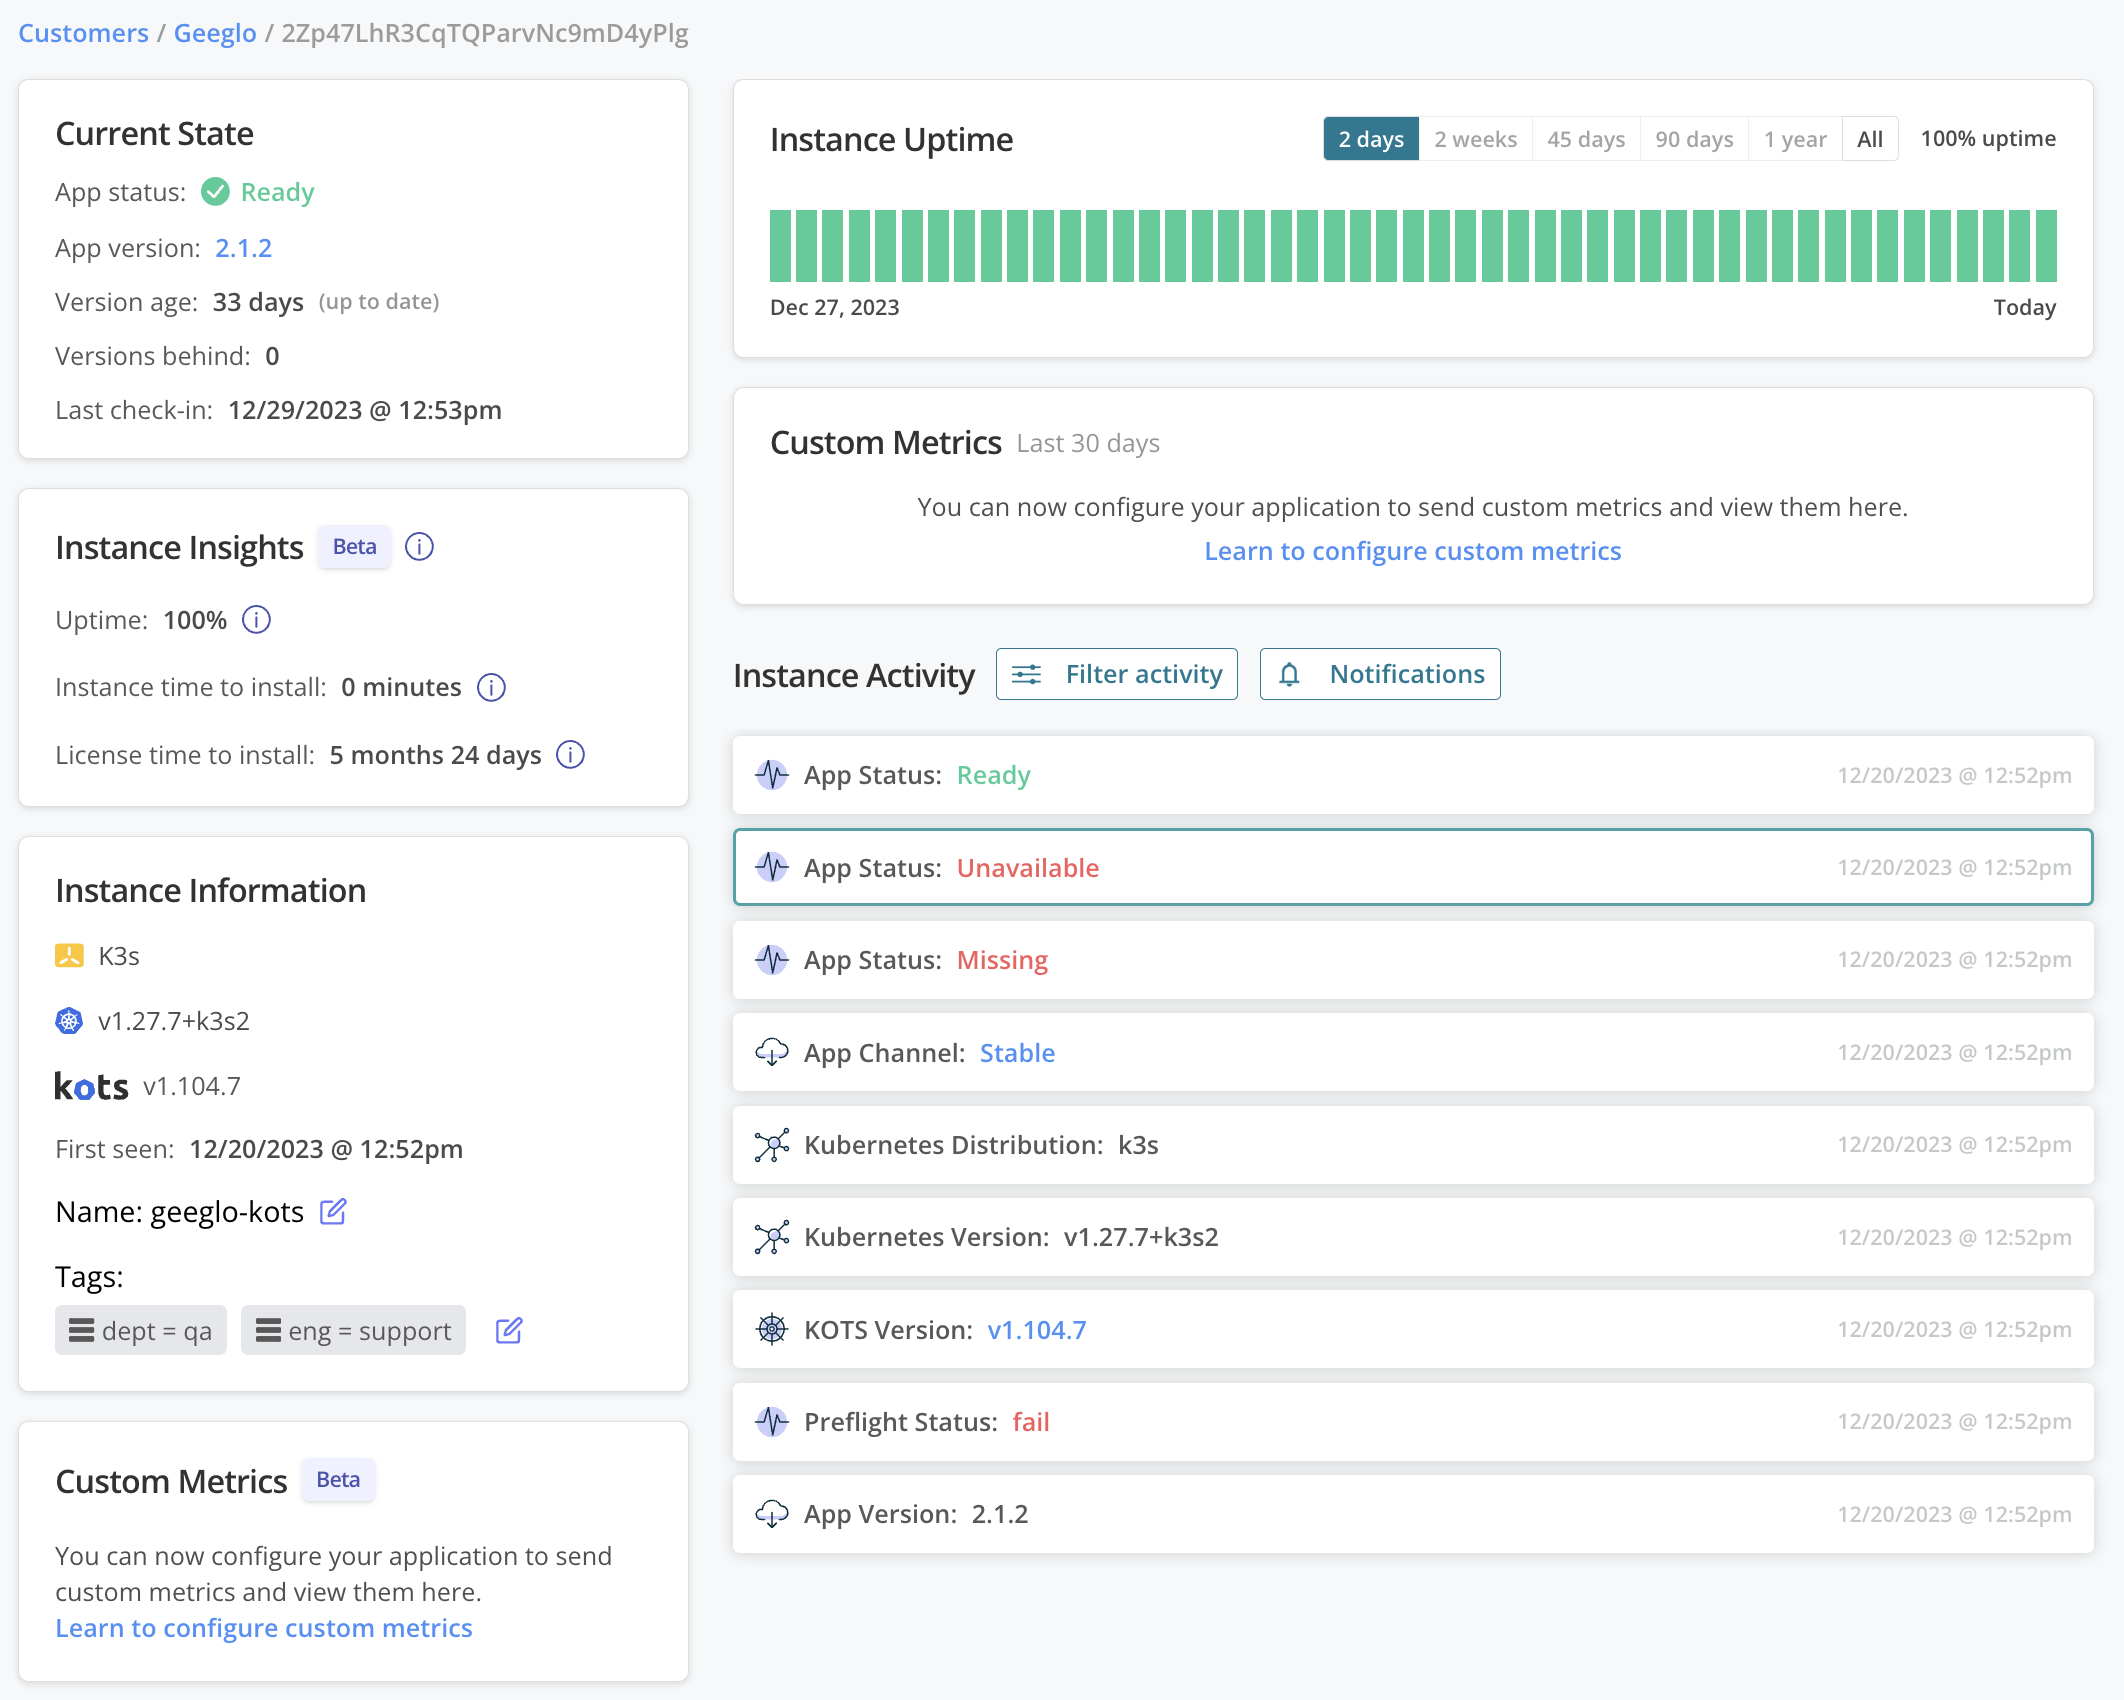 Customers / Geeglo / 2Zp47LhR3CqTQParvNc9mD4yPlg
Current State
App status: Ready
App version: 2.1.2
Version age: 33 days (up to date)
Versions behind: 0
Last check-in: 12/29/2023 @ 12:53pm
Instance Insights Beta
Uptime: 100%
Instance time to install: 0 minutes
License time to install: 5 months 24 days
Instance Information
K3s
v1.27.7+k3s2
kots v1.104.7
First seen: 12/20/2023 @ 12:52pm
Name: geeglo-kots
Tags:
dept = qa eng = support
Custom Metrics Beta
You can now configure your application to send
custom metrics and view them here.
Learn to configure custom metrics
Instance Uptime 2 days 2 weeks 45 days 90 days 1 year All 100% uptime
Dec 27, 2023 Today
Custom Metrics Last 30 days
You can now configure your application to send custom metrics and view them here.
Learn to configure custom metrics
Instance Activity Filter activity Notifications
App Status: Ready 12/20/2023 @ 12:52pm
App Status: Unavailable 12/20/2023 @ 12:52pm
App Status: Missing 12/20/2023 @ 12:52pm
App Channel: Stable 12/20/2023 @ 12:52pm
Kubernetes Distribution: k3s 12/20/2023 @ 12:52pm
Kubernetes Version: v1.27.7+k3s2 12/20/2023 @ 12:52pm
KOTS Version: v1.104.7 12/20/2023 @ 12:52pm
Preflight Status: fail 12/20/2023 @ 12:52pm
App Version: 2.1.2 12/20/2023 @ 12:52pm